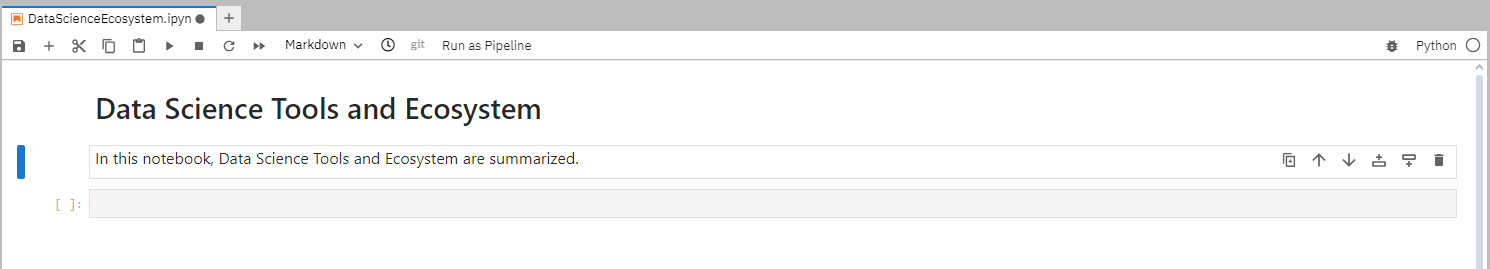 DataScienceEcosystem.ipyn
Markdown git Run as Pipeline Python
Data Science Tools and Ecosystem
In this notebook, Data Science Tools and Ecosystem are summarized.
[ ]: